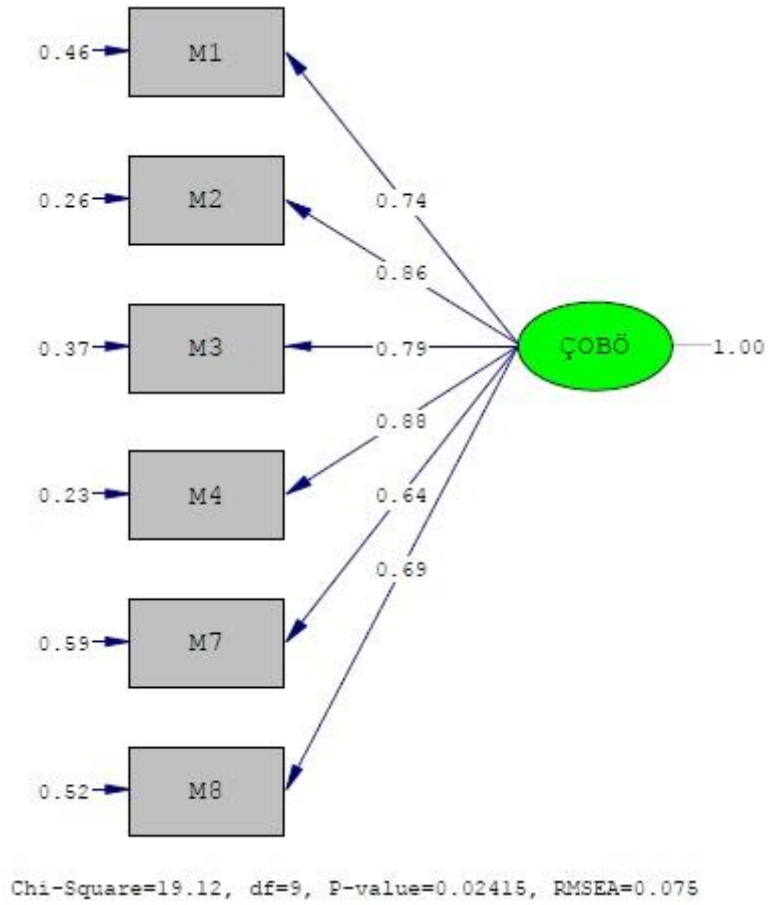 0.46 M1
0.74
0.26 M2
0.86
0.37 M3 0.79 ÇOBÖ 1.00
0.88
0.23 M4 0.64
0.69
0.59 M7
0.52 M8
Chi-Square=19.12, df=9, P-value=0.02415, RMSEA=0.075